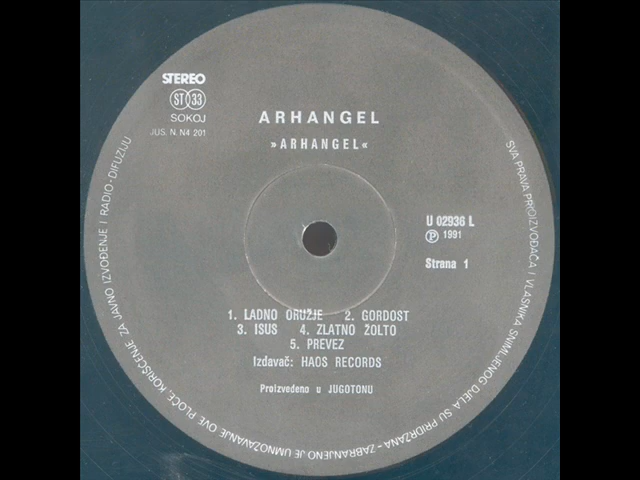 STEREO
ST 33
SOKOJ
JUS. N. N4 201
ARHANGEL
»ARHANGEL«
U 02936 L
Ⓟ 1991
Strana 1
1. LADNO ORUŽJE 2. GORDOST
3. ISUS 4. ZLATNO ŽOLTO
5. PREVEZ
Izdavač: HAOS RECORDS
Proizvedeno u JUGOTONU
SVA PRAVA PROIZVOĐAČA I VLASNIKA SNIMLJENOG DJELA SU PRIDRŽANA - ZABRANJENO JE UMNOŽAVANJE OVE PLOČE, KORIŠĆENJE ZA JAVNO IZVOĐENJE I RADIO-DIFUZIJU